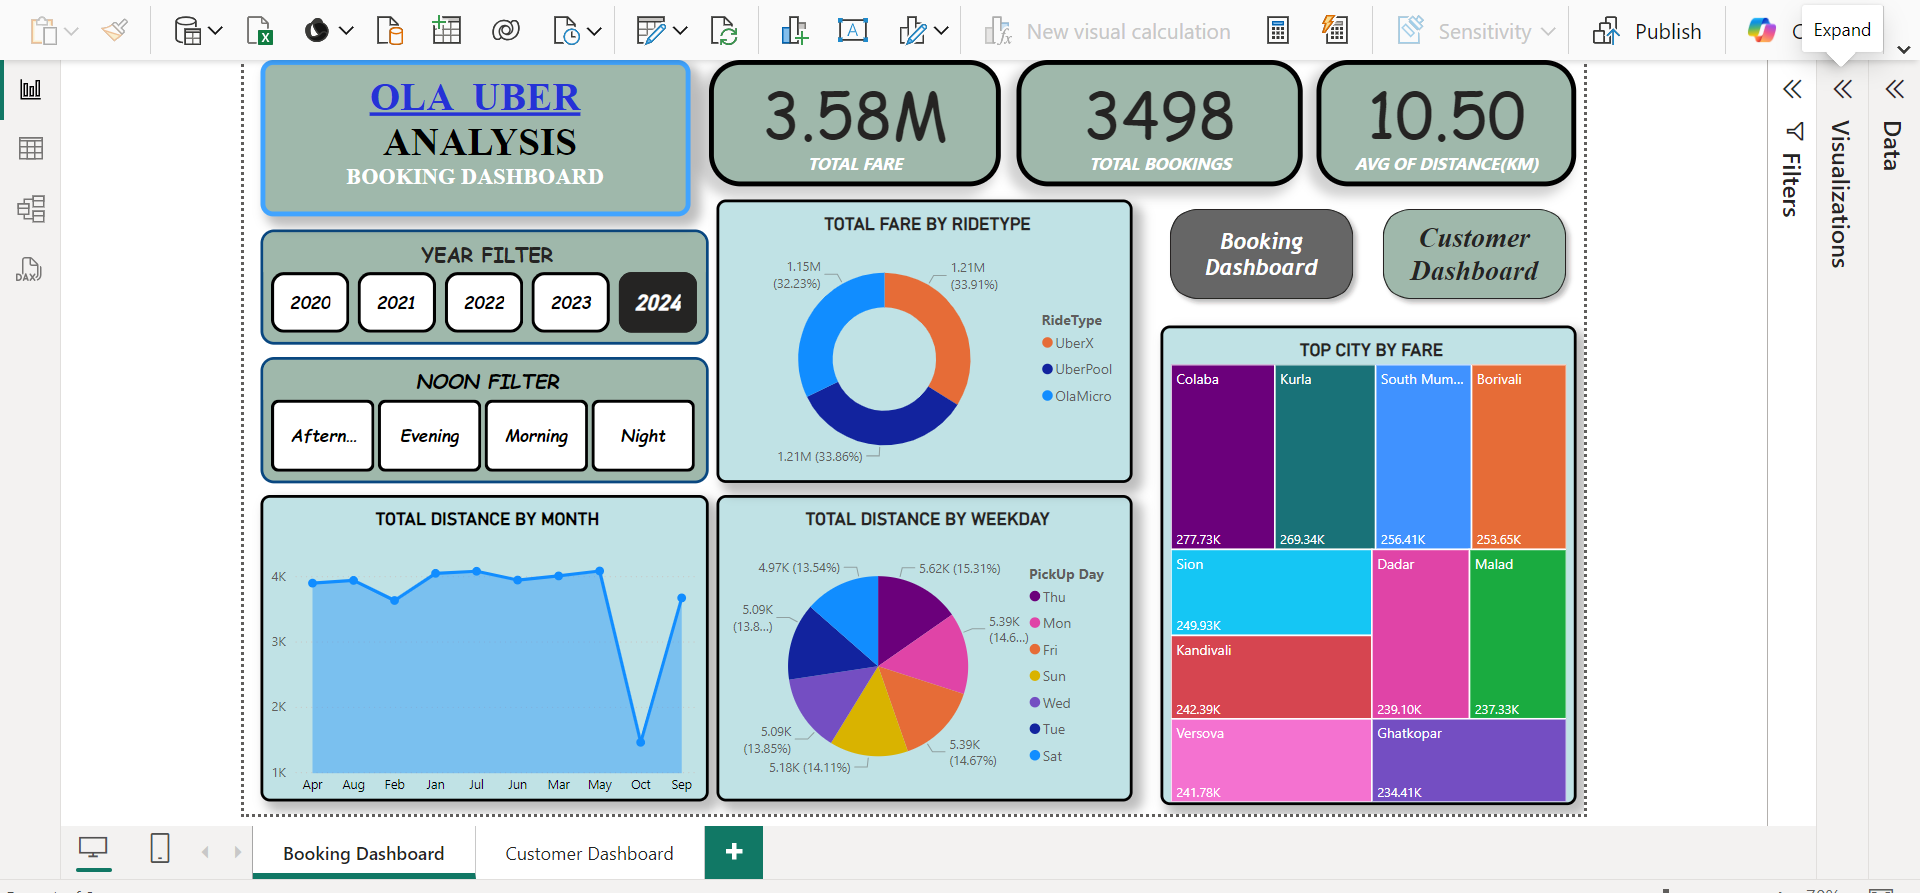 New visual calculation
Sensitivity
Publish
Expand
OLA UBER
ANALYSIS
BOOKING DASHBOARD
3.58M
TOTAL FARE
3498
TOTAL BOOKINGS
10.50
AVG OF DISTANCE(KM)
YEAR FILTER
2020
2021
2022
2023
2024
NOON FILTER
Aftern...
Evening
Morning
Night
TOTAL FARE BY RIDETYPE
1.15M
(32.23%)
1.21M
(33.91%)
1.21M (33.86%)
RideType
UberX
UberPool
OlaMicro
Booking
Dashboard
Customer
Dashboard
TOTAL DISTANCE BY MONTH
4K
3K
2K
1K
Apr
Aug
Feb
Jan
Jul
Jun
Mar
May
Oct
Sep
TOTAL DISTANCE BY WEEKDAY
4.97K (13.54%)
5.62K (15.31%)
5.09K
(13.8...)
5.39K
(14.6...)
5.09K
(13.85%)
5.39K
(14.67%)
5.18K (14.11%)
PickUp Day
Thu
Mon
Fri
Sun
Wed
Tue
Sat
TOP CITY BY FARE
Colaba
277.73K
Kurla
269.34K
South Mum...
256.41K
Borivali
253.65K
Sion
249.93K
Kandivali
242.39K
Versova
241.78K
Dadar
239.10K
Malad
237.33K
Ghatkopar
234.41K
Filters
Visualizations
Data
DAX
Booking Dashboard
Customer Dashboard